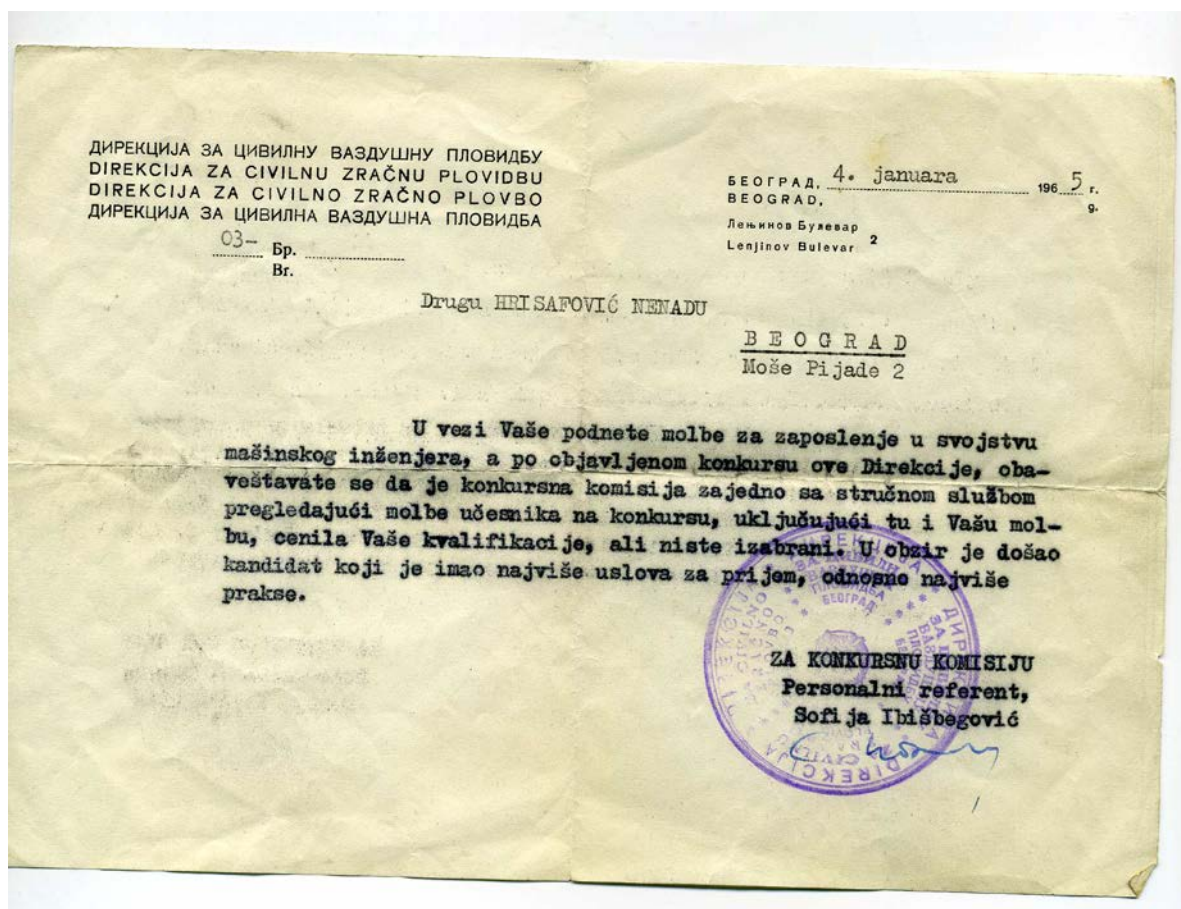 ДИРЕКЦИЈА ЗА ЦИВИЛНУ ВАЗДУШНУ ПЛОВИДБУ
DIREKCIJA ZA CIVILNU ZRAČNU PLOVIDBU
DIREKCIJA ZA CIVILNO ZRAČNO PLOVBO
ДИРЕКЦИЈА ЗА ЦИВИЛНА ВАЗДУШНА ПЛОВИДБА
03- Бр.
Br.
БЕОГРАД, 4. januara 1965 г.
BEOGRAD, g.
Лењинов Булевар
Lenjinov Bulevar 2
Drugu HRISAFOVIĆ NENADU
BEOGRAD
Moše Pijade 2
U vezi Vaše podnete molbe za zaposlenje u svojstvu
mašinskog inženjera, a po objavljenom konkursu ove Direkcije, oba-
veštavate se da je konkursna komisija zajedno sa stručnom službom
pregledajući molbe učesnika na konkursu, uključujući tu i Vašu mol-
bu, cenila Vaše kvalifikacije, ali niste izabrani. U obzir je došao
kandidat koji je imao najviše uslova za prijem, odnosno najviše
prakse.
ZA KONKURSNU KOMISIJU
Personalni referent,
Sofija Ibišbegović
ДИРЕКЦИЈА
DIREKCIJA
БЕОГРАД